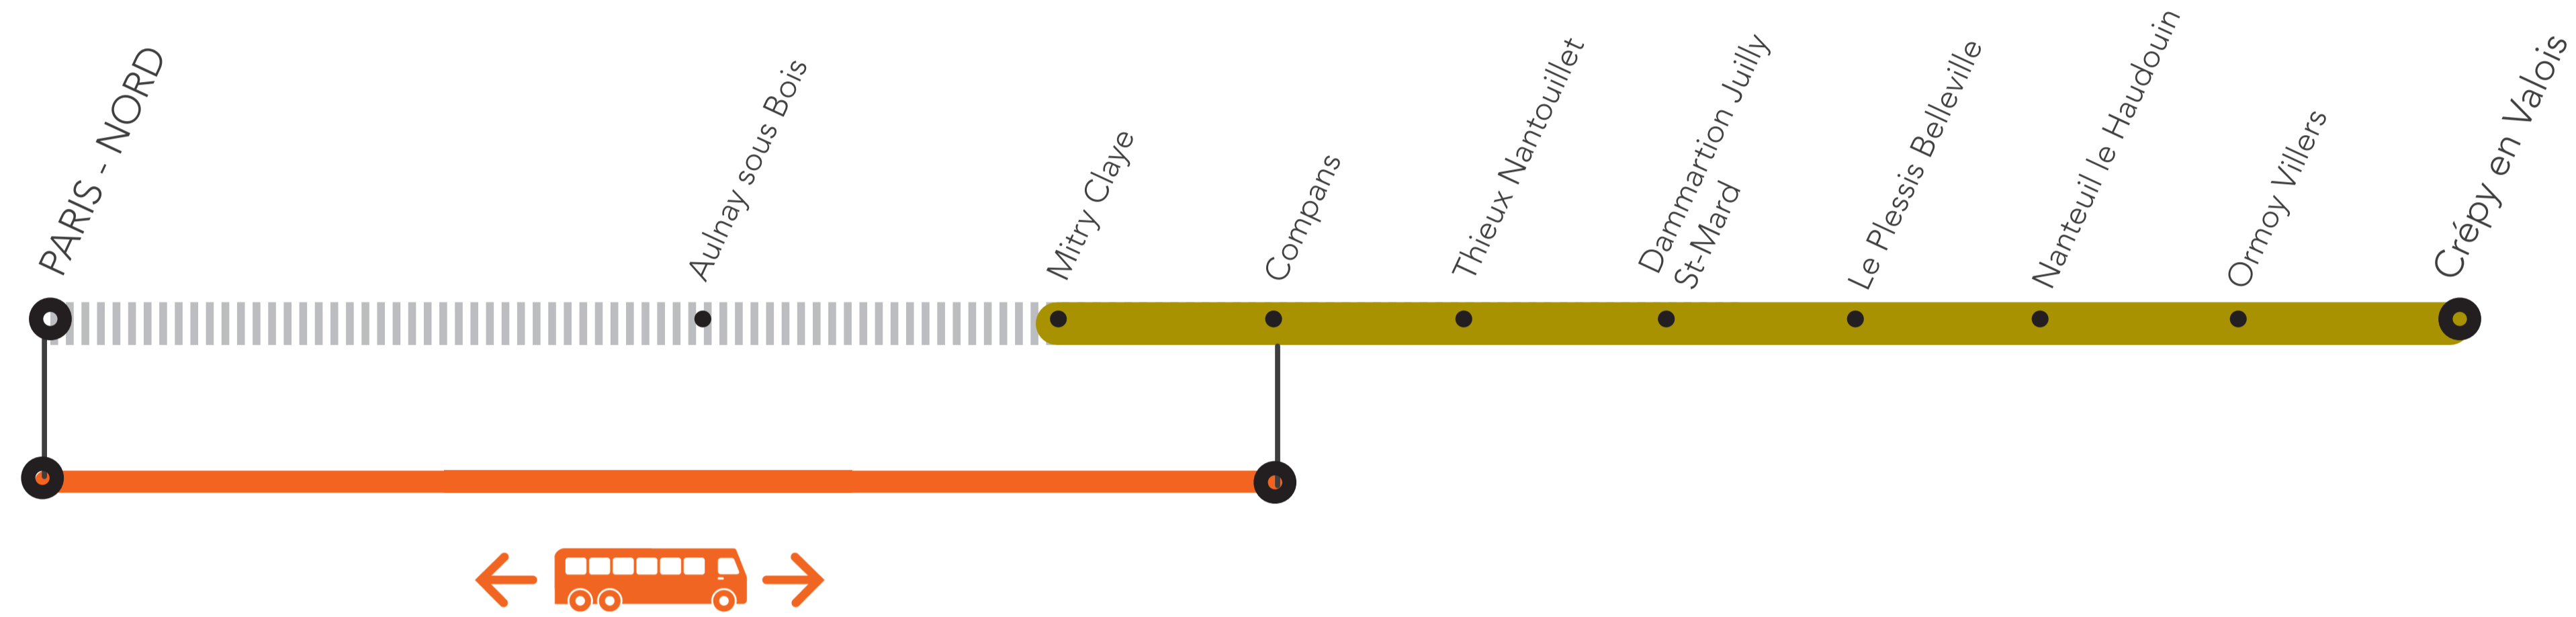 PARIS - NORD
Aulnay sous Bois
Mitry Claye
Compans
Thieux Nantouillet
Dammartion Juilly
St-Mard
Le Plessis Belleville
Nanteuil le Haudouin
Ormoy Villers
Crépy en Valois